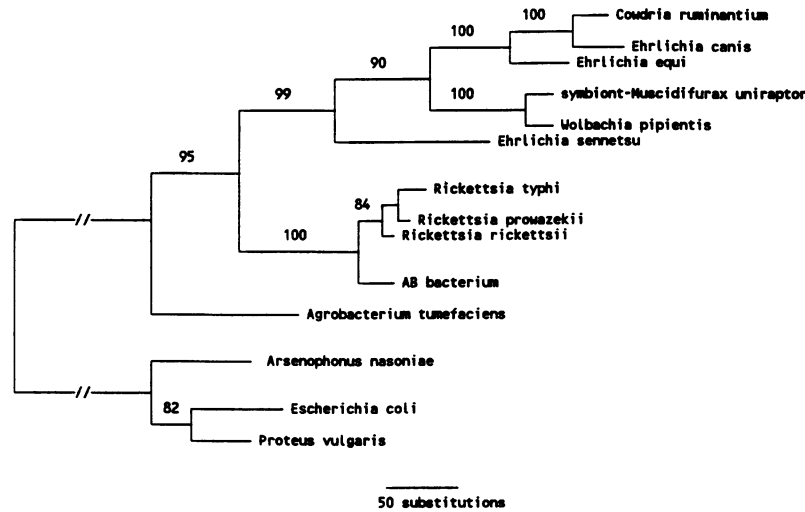 100
Cowdria ruminantium
100
Ehrlichia canis
Ehrlichia equi
90
99
100
symbiont-Muscidifurax uniraptor
Wolbachia pipientis
Ehrlichia sennetsu
95
Rickettsia typhi
84
Rickettsia prowazekii
Rickettsia rickettsii
100
AB bacterium
Agrobacterium tumefaciens
Arsenophonus nasoniae
82
Escherichia coli
Proteus vulgaris
50 substitutions